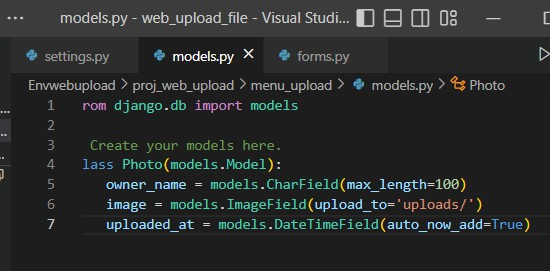 models.py - web_upload_file - Visual Studi...
settings.py models.py forms.py
Envwebupload > proj_web_upload > menu_upload > models.py > Photo
1 rom django.db import models
2
3 Create your models here.
4 lass Photo(models.Model):
5 owner_name = models.CharField(max_length=100)
6 image = models.ImageField(upload_to='uploads/')
7 uploaded_at = models.DateTimeField(auto_now_add=True)